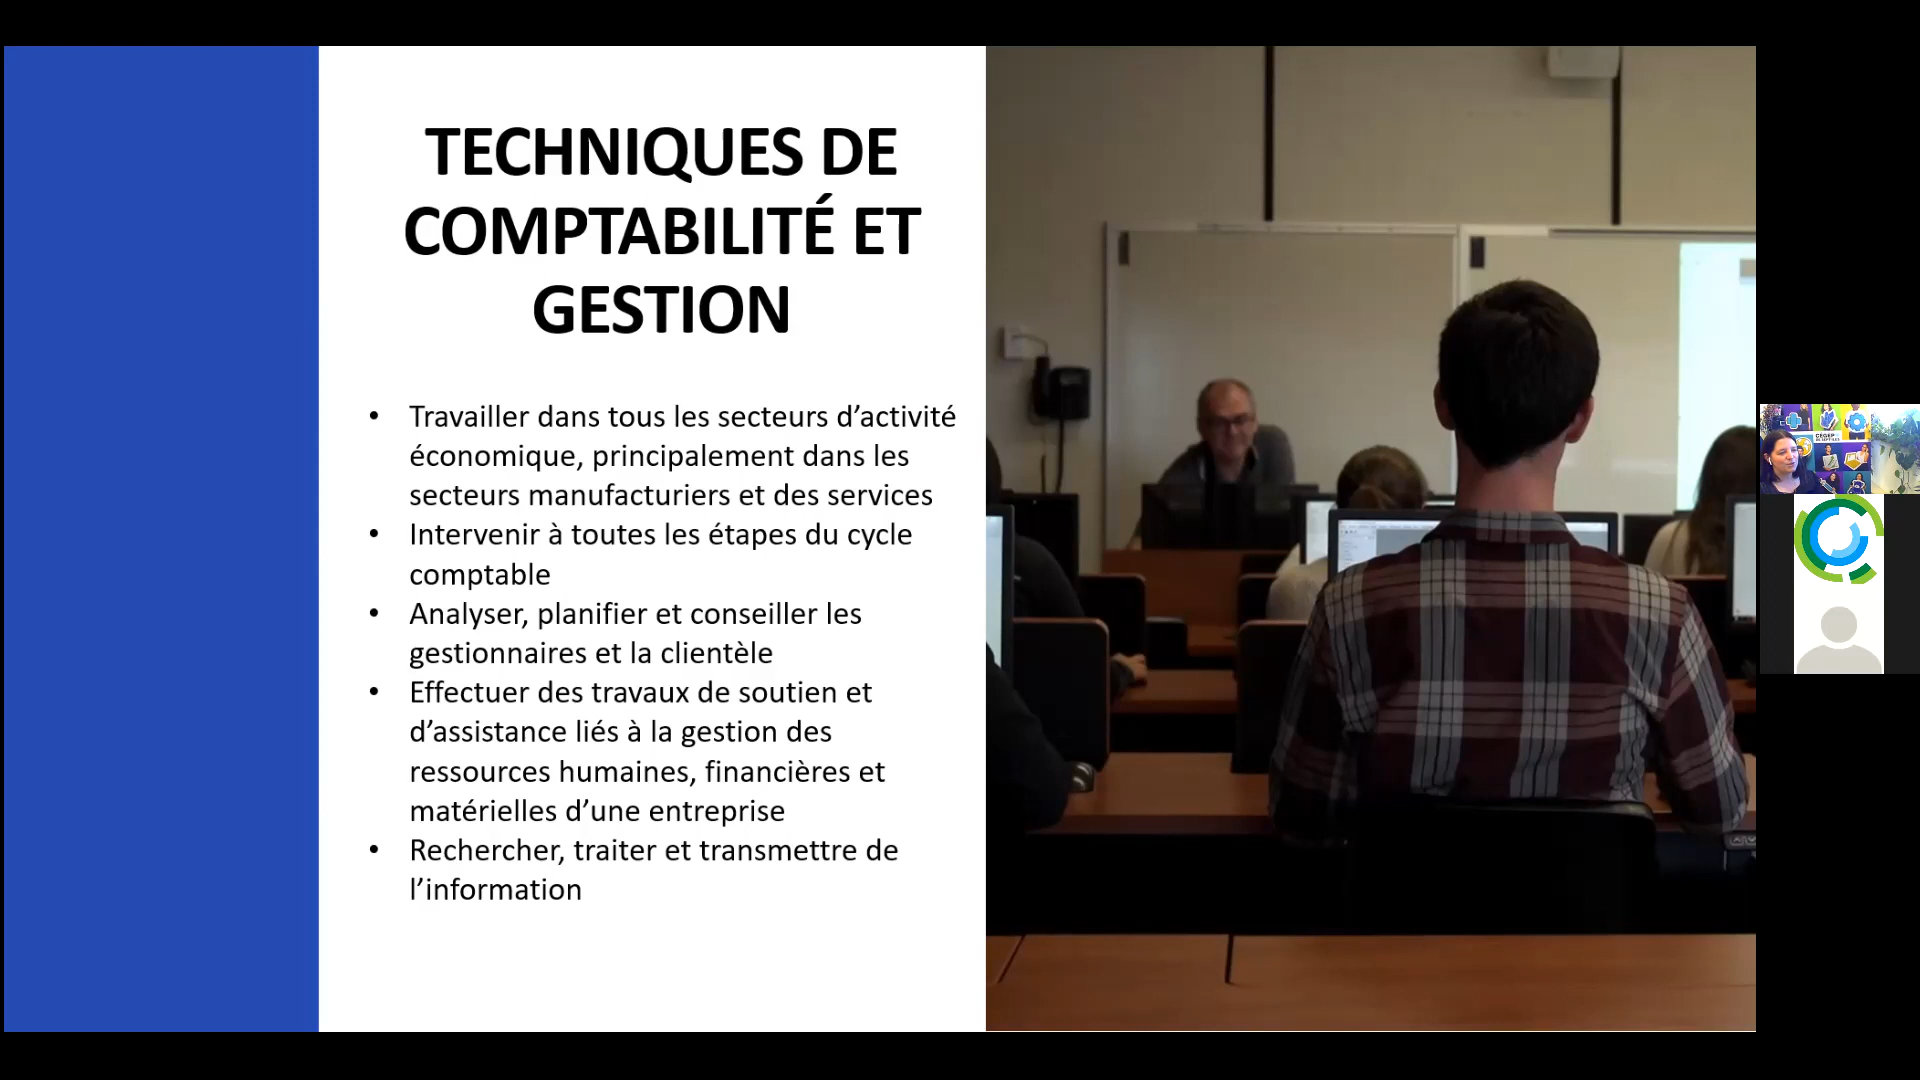 TECHNIQUES DE
COMPTABILITÉ ET
GESTION
• Travailler dans tous les secteurs d’activité
économique, principalement dans les
secteurs manufacturiers et des services
• Intervenir à toutes les étapes du cycle
comptable
• Analyser, planifier et conseiller les
gestionnaires et la clientèle
• Effectuer des travaux de soutien et
d’assistance liés à la gestion des
ressources humaines, financières et
matérielles d’une entreprise
• Rechercher, traiter et transmettre de
l’information
CEGEP